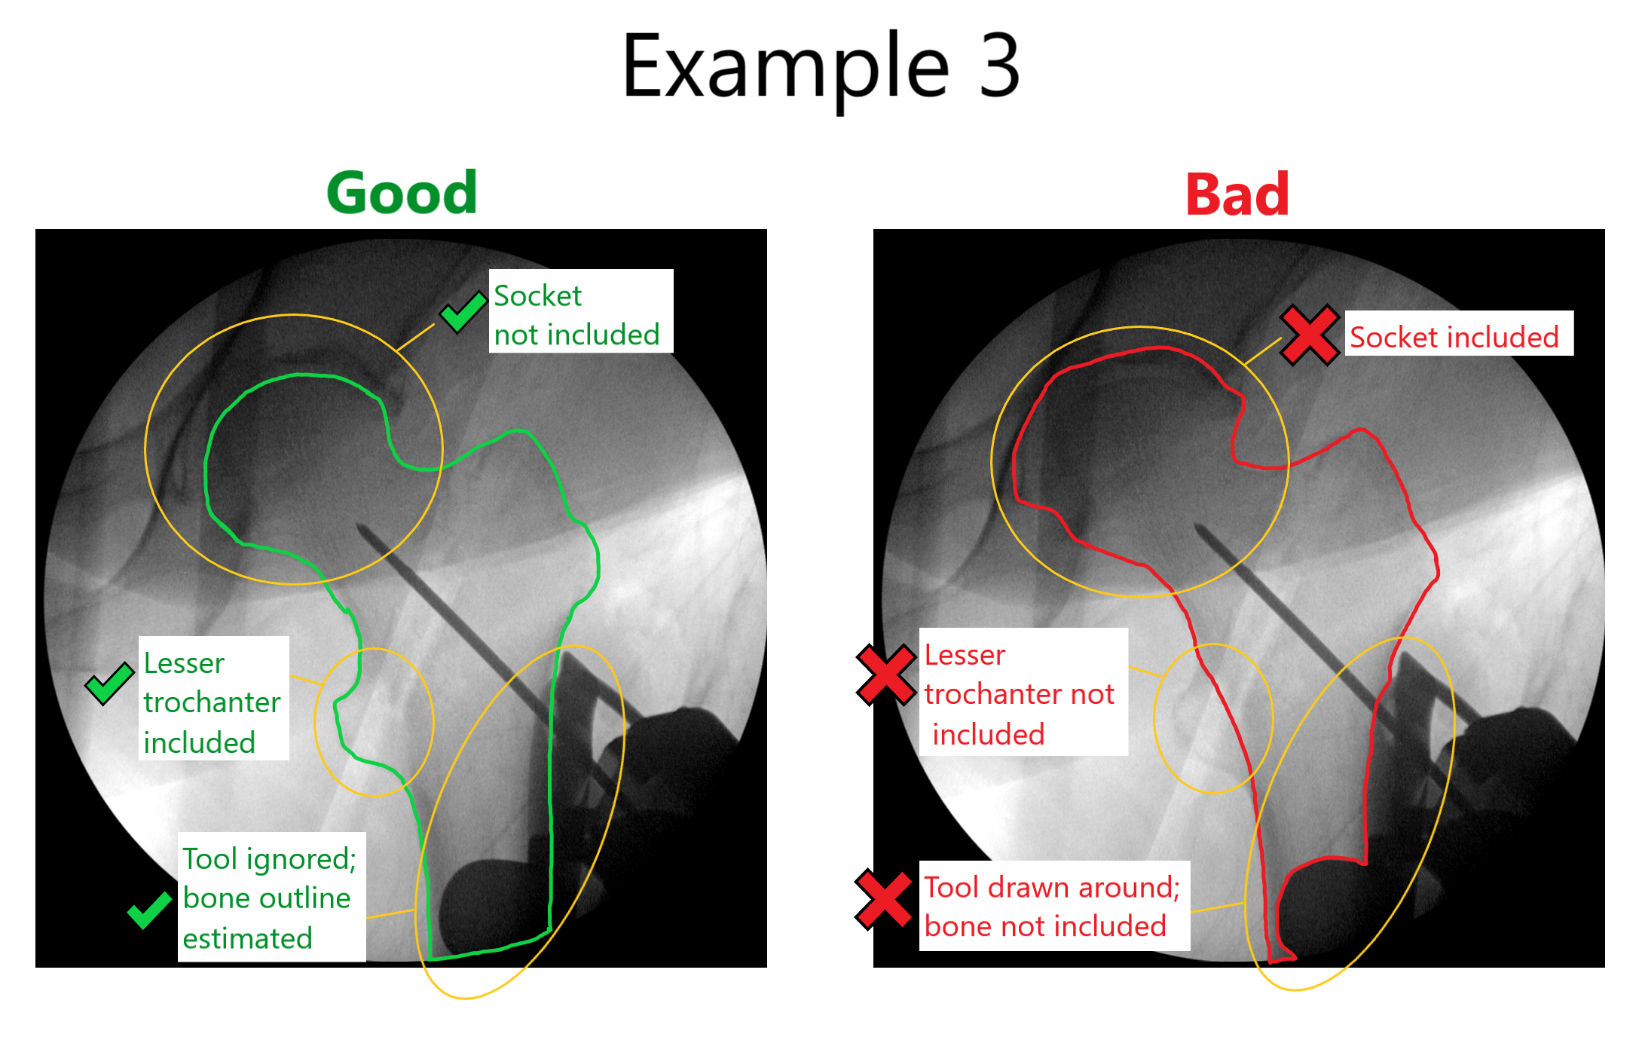 Example 3
Good
Socket
not included
Lesser
trochanter
included
Tool ignored;
bone outline
estimated
Bad
Socket included
Lesser
trochanter not
included
Tool drawn around;
bone not included